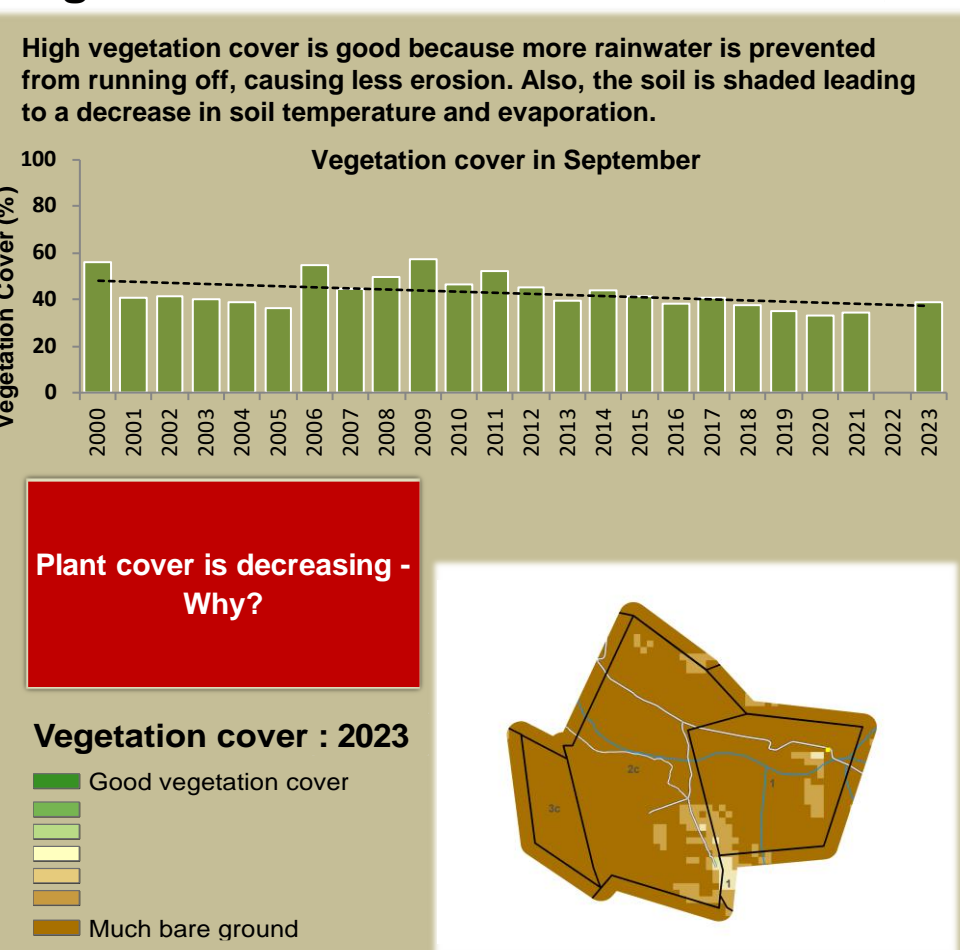 High vegetation cover is good because more rainwater is prevented
from running off, causing less erosion. Also, the soil is shaded leading
to a decrease in soil temperature and evaporation.
Vegetation cover in September
Vegetation Cover (%)
100
80
60
40
20
0
2000 2001 2002 2003 2004 2005 2006 2007 2008 2009 2010 2011 2012 2013 2014 2015 2016 2017 2018 2019 2020 2021 2022 2023
Plant cover is decreasing -
Why?
Vegetation cover : 2023
Good vegetation cover
Much bare ground
2c
1
3c
1